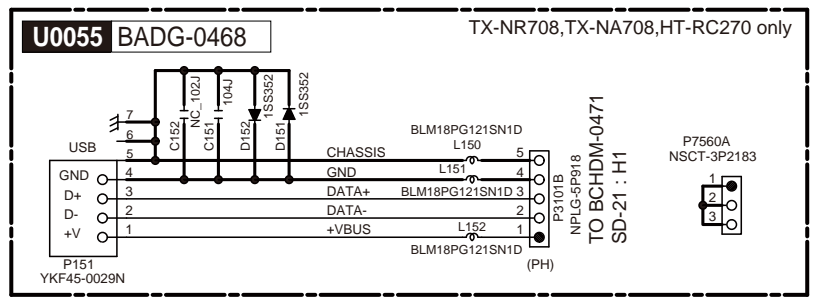 U0055 BADG-0468
TX-NR708,TX-NA708,HT-RC270 only
NC_102J
104J
1SS352
1SS352
C152
C151
D152
D151
7
6
USB
5
CHASSIS
BLM18PG121SN1D
L150
5
GND
4
GND
L151
4
D+
3
DATA+
BLM18PG121SN1D
3
D-
2
DATA-
2
+V
1
+VBUS
L152
1
BLM18PG121SN1D
P151
YKF45-0029N
(PH)
P3101B
NPLG-5P918
TO BCHDM-0471
SD-21 : H1
P7560A
NSCT-3P2183
1
2
3